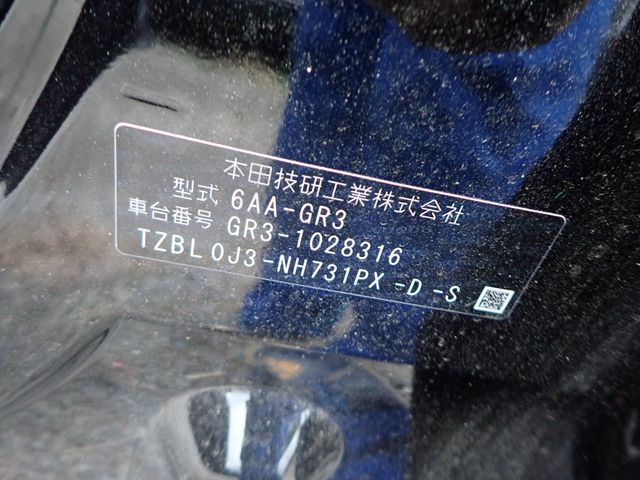 本田技研工業株式会社
型式 6AA-GR3
車台番号 GR3-1028316
TZBL0J3-NH731PX-D-S